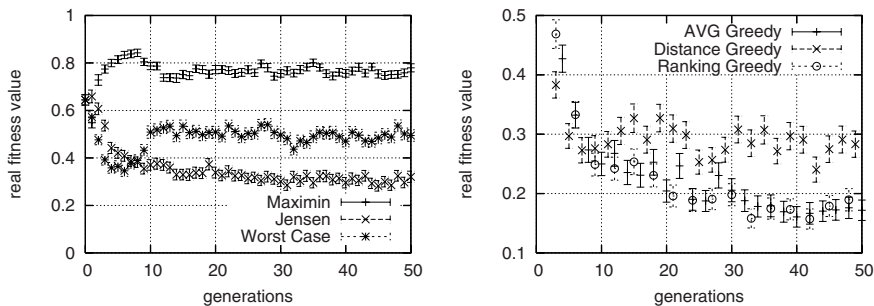 1
0.8
0.6
0.4
0.2
0
real fitness value
Maximin
Jensen
Worst Case
0 10 20 30 40 50
generations
0.5
0.4
0.3
0.2
0.1
real fitness value
AVG Greedy
Distance Greedy
Ranking Greedy
0 10 20 30 40 50
generations